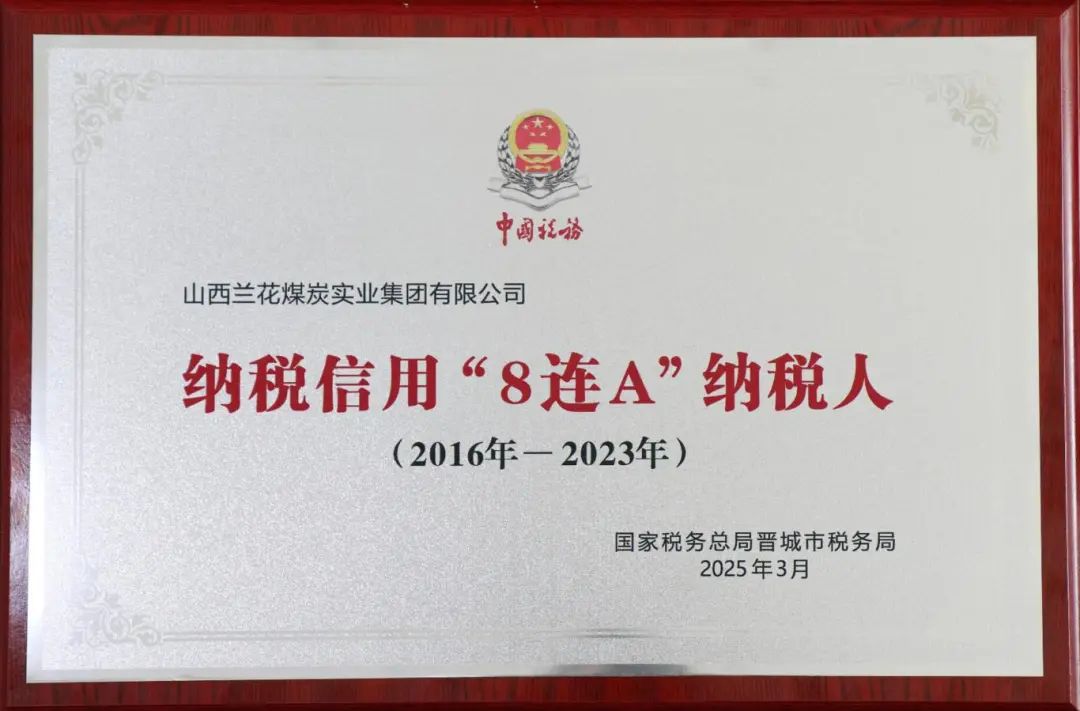 中国税务
山西兰花煤炭实业集团有限公司
纳税信用“8连A”纳税人
（2016年－2023年）
国家税务总局晋城市税务局
2025年3月